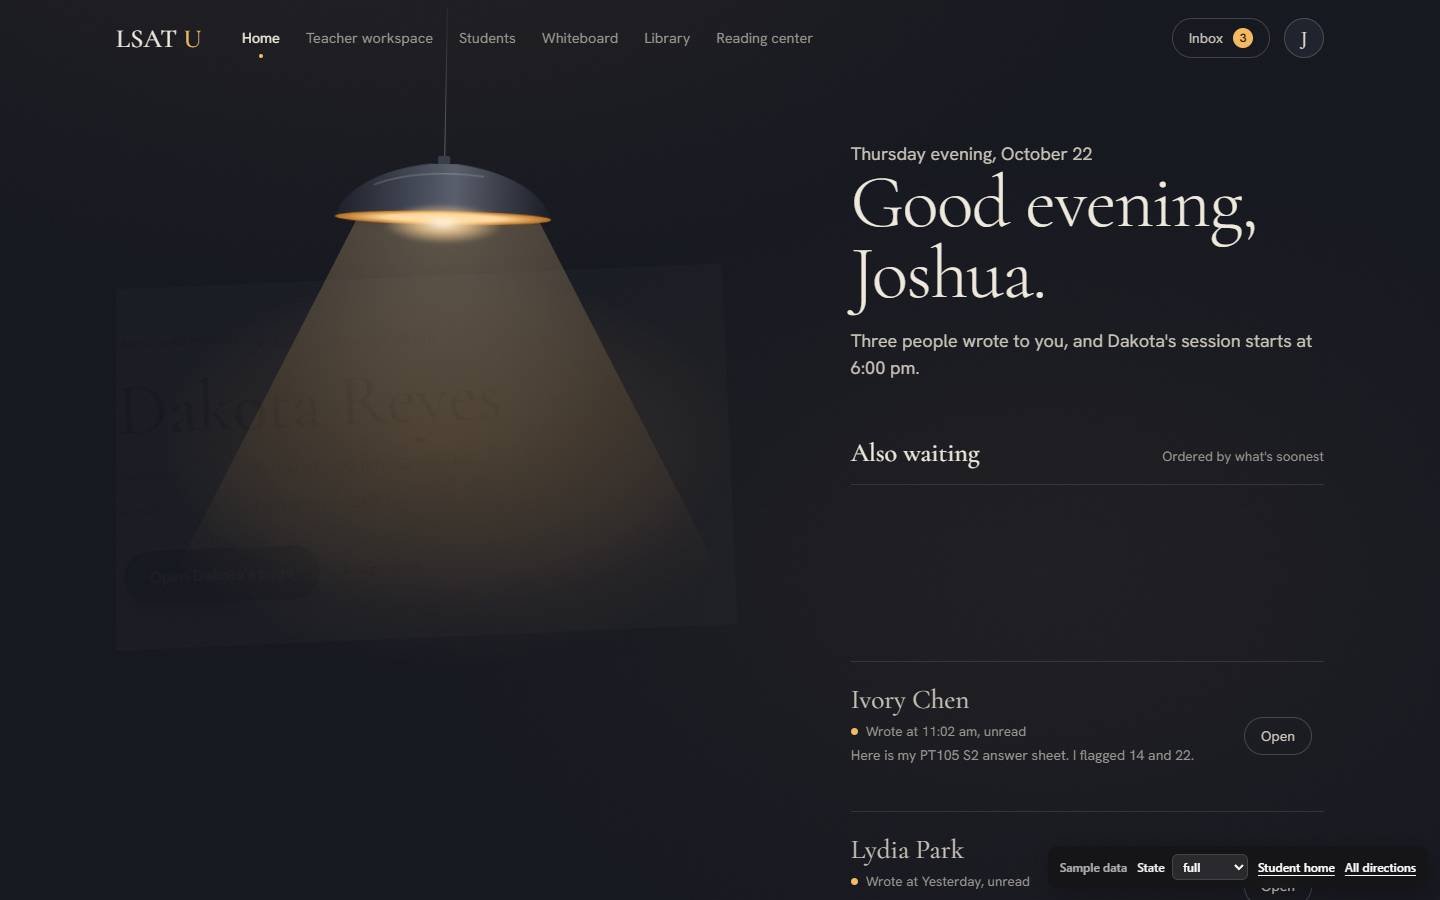 LSAT U
Home
Teacher workspace
Students
Whiteboard
Library
Reading center
Inbox 3
J
Thursday evening, October 22
Good evening,
Joshua.
Three people wrote to you, and Dakota's session starts at
6:00 pm.
Dakota Reyes
Also waiting
Ordered by what's soonest
Ivory Chen
Wrote at 11:02 am, unread
Here is my PT105 S2 answer sheet. I flagged 14 and 22.
Open
Lydia Park
Wrote at Yesterday, unread
Open
Sample data
State
full
Student home
All directions